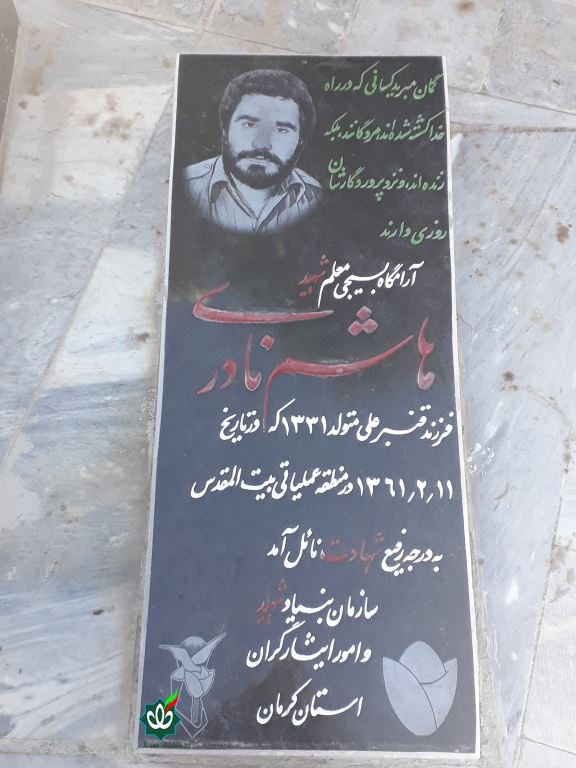 گمان مبرید کسانی که در راه
خدا کشته شده‌اند، مردگانند، بلکه
زنده اند، و نزد پروردگارشان
روزی دارند
آرامگاه بسیجی معلم شهید
هاشم نادری
فرزند قنبر علی متولد ۱۳۳۱ که در تاریخ
۱۳۶۱٫۲٫۱۱ در منطقه عملیاتی بیت المقدس
به درجه رفیع شهادت نائل آمد
سازمان بنیاد شهید
و امور ایثارگران
استان کرمان